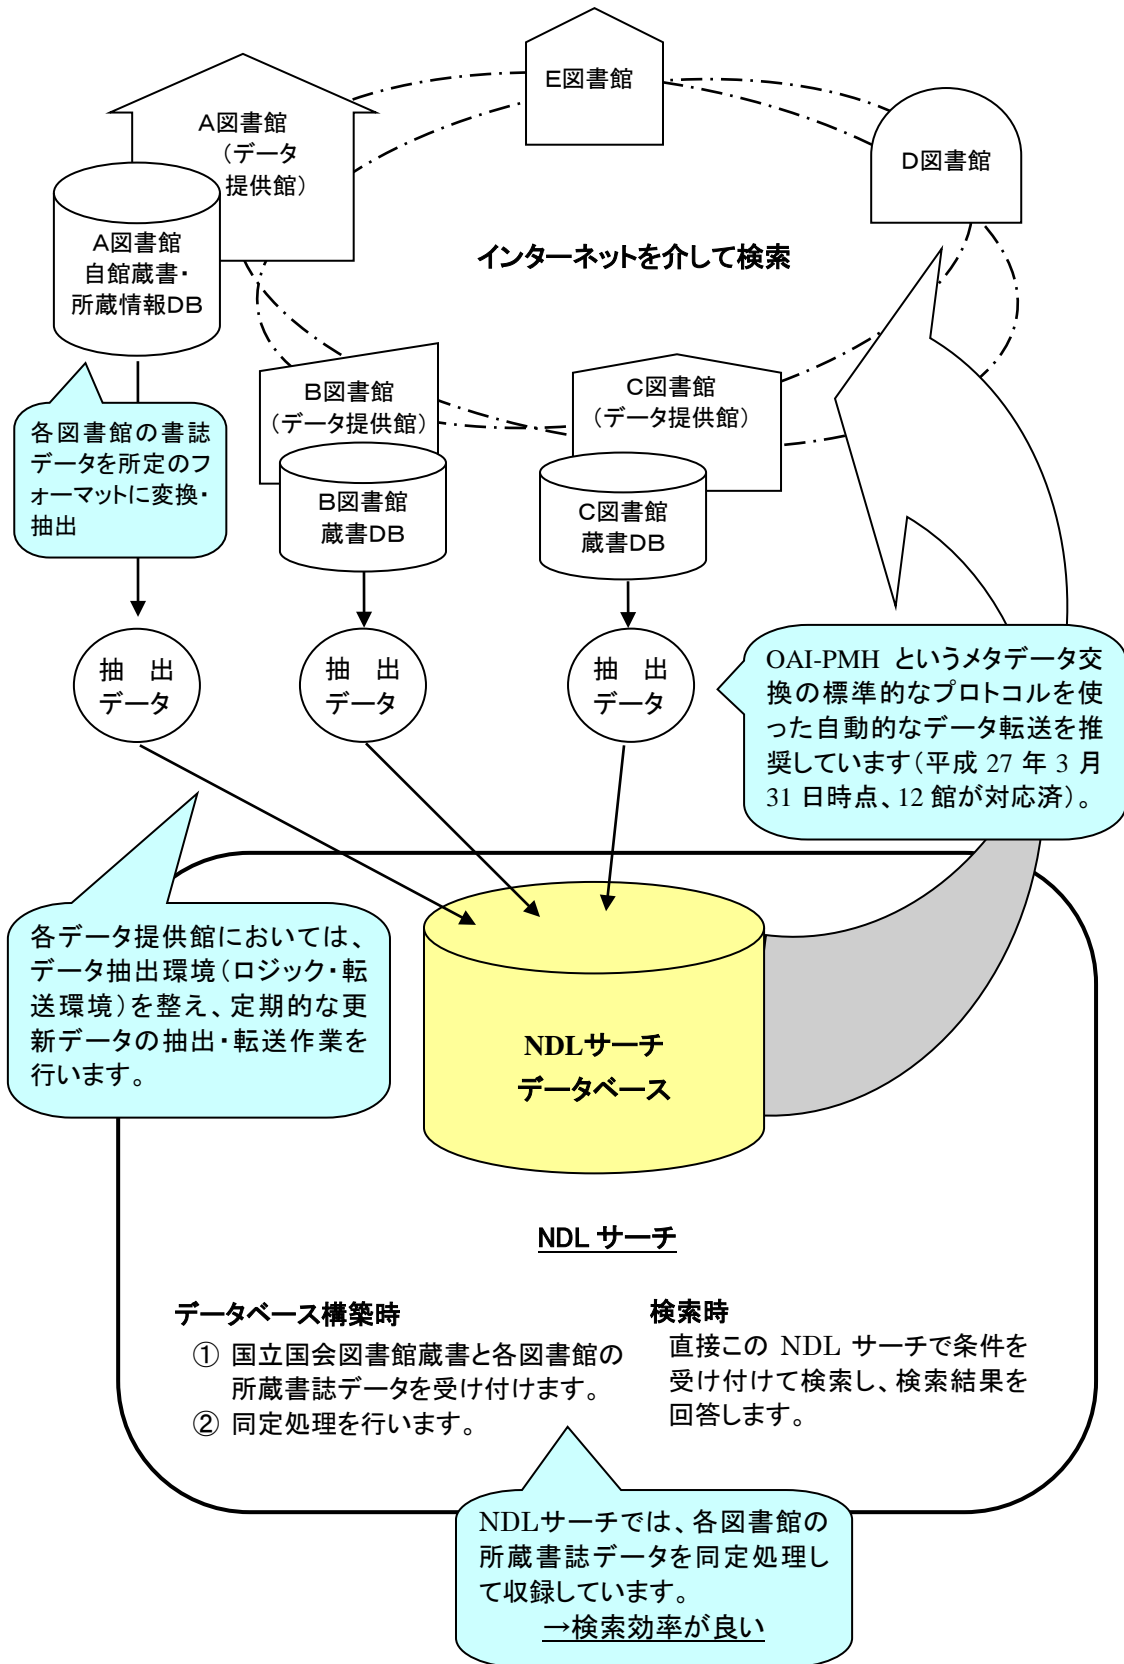 E図書館
A図書館
（データ
提供館）
D図書館
A図書館
自館蔵書・
所蔵情報DB
インターネットを介して検索
B図書館
（データ提供館）
C図書館
（データ提供館）
各図書館の書誌
データを所定のフ
ォーマットに変換・
抽出
B図書館
蔵書DB
C図書館
蔵書DB
抽　出
データ
抽　出
データ
抽　出
データ
OAI-PMH というメタデータ交
換の標準的なプロトコルを使
った自動的なデータ転送を推
奨しています（平成 27 年 3 月
31 日時点、12 館が対応済）。
各データ提供館においては、
データ抽出環境（ロジック・転
送環境）を整え、定期的な更
新データの抽出・転送作業を
行います。
NDLサーチ
データベース
NDL サーチ
データベース構築時
① 国立国会図書館蔵書と各図書館の
所蔵書誌データを受け付けます。
② 同定処理を行います。
検索時
直接この NDL サーチで条件を
受け付けて検索し、検索結果を
回答します。
NDLサーチでは、各図書館の
所蔵書誌データを同定処理し
て収録しています。
→検索効率が良い